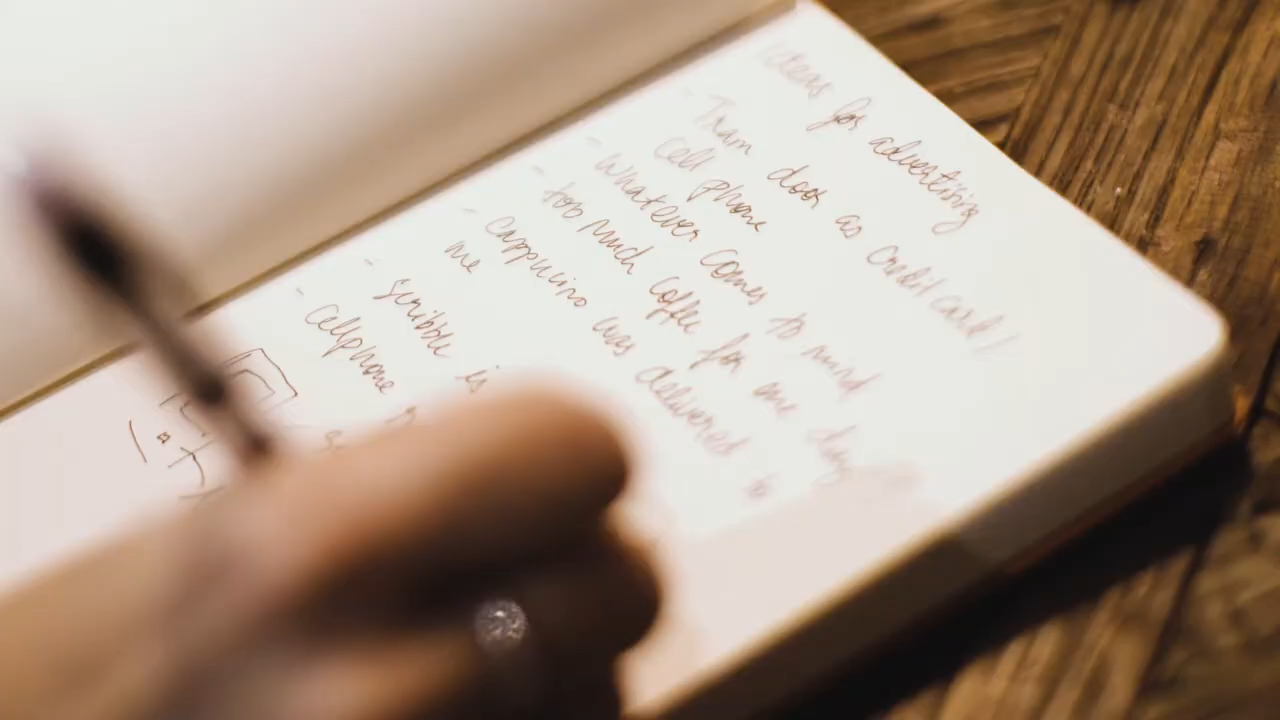 Ideas for advertising
- Tram door as credit card /
cell phone
- whatever comes to mind
- too much coffee for one day
- cappucino was delivered to
me
- scribble is
- cellphone